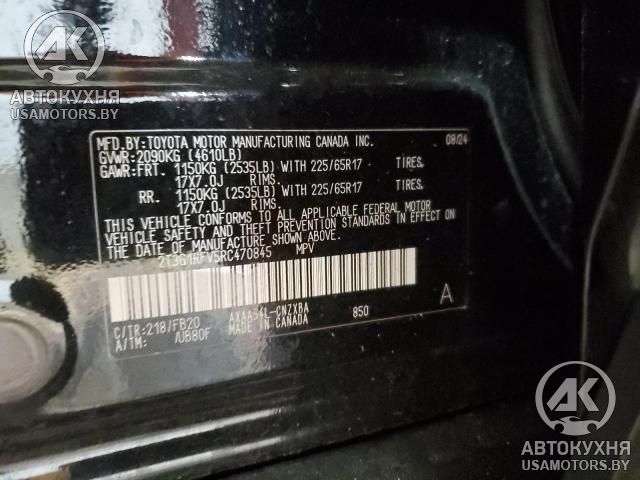 AK
АВТОКУХНЯ
USAMOTORS.BY
MFD.BY:TOYOTA MOTOR MANUFACTURING CANADA INC. 08/24
GVWR:2090KG (4610LB)
GAWR:FRT. 1150KG (2535LB) WITH 225/65R17 TIRES,
17X7.0J RIMS.
RR. 1150KG (2535LB) WITH 225/65R17 TIRES,
17X7.0J RIMS.
THIS VEHICLE CONFORMS TO ALL APPLICABLE FEDERAL MOTOR
VEHICLE SAFETY AND THEFT PREVENTION STANDARDS IN EFFECT ON
THE DATE OF MANUFACTURE SHOWN ABOVE.
2T3G1RFV5RC470845 MPV
C/TR:218/FB20 AXAA54L-CNZXBA 850 A
A/TM: /UB80F MADE IN CANADA
AK
АВТОКУХНЯ
USAMOTORS.BY